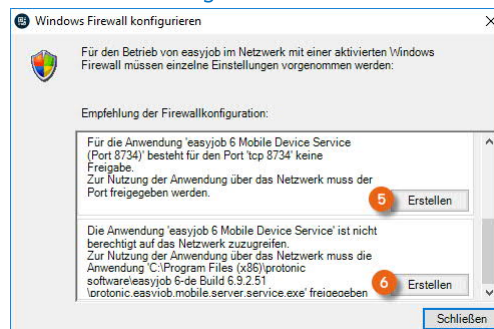 Windows Firewall konfigurieren
Für den Betrieb von easyjob im Netzwerk mit einer aktivierten Windows
Firewall müssen einzelne Einstellungen vorgenommen werden:
Empfehlung der Firewallkonfiguration:
Für die Anwendung 'easyjob 6 Mobile Device Service
(Port 8734)' besteht für den Port 'tcp 8734' keine
Freigabe.
Zur Nutzung der Anwendung über das Netzwerk muss der
Port freigegeben werden.
5 Erstellen
Die Anwendung 'easyjob 6 Mobile Device Service' ist nicht
berechtigt auf das Netzwerk zuzugreifen.
Zur Nutzung der Anwendung über das Netzwerk muss die
Anwendung 'C:\Program Files (x86)\protonic
software\easyjob 6-de Build 6.9.2.51
\protonic.easyjob.mobile.server.service.exe' freigegeben
6 Erstellen
Schließen